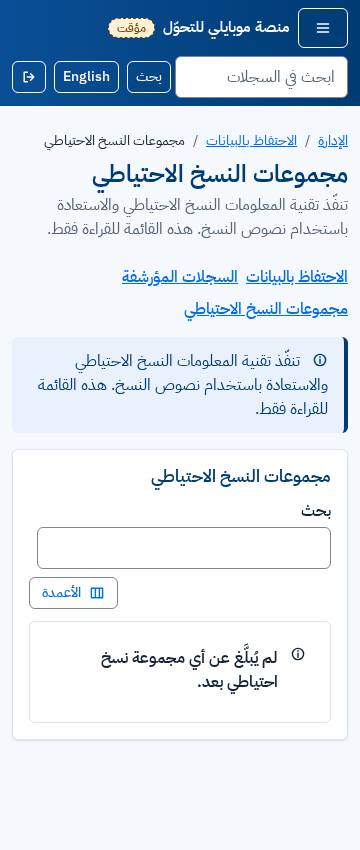 منصة موبايلي للتحوّل مؤقت
ابحث في السجلات
بحث
English
الإدارة / الاحتفاظ بالبيانات / مجموعات النسخ الاحتياطي
مجموعات النسخ الاحتياطي
تنفّذ تقنية المعلومات النسخ الاحتياطي والاستعادة
باستخدام نصوص النسخ. هذه القائمة للقراءة فقط.
الاحتفاظ بالبيانات السجلات المؤرشفة
مجموعات النسخ الاحتياطي
تنفّذ تقنية المعلومات النسخ الاحتياطي
والاستعادة باستخدام نصوص النسخ. هذه القائمة
للقراءة فقط.
مجموعات النسخ الاحتياطي
بحث
الأعمدة
لم يُبلَّغ عن أي مجموعة نسخ
احتياطي بعد.